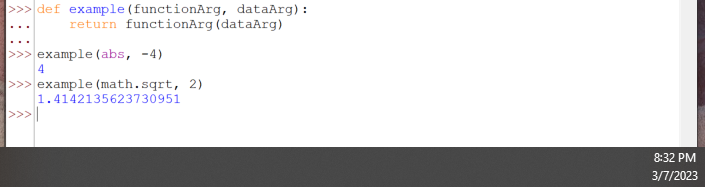 >>> def example(functionArg, dataArg):
...     return functionArg(dataArg)
...
>>> example(abs, -4)
4
>>> example(math.sqrt, 2)
1.4142135623730951
>>>
8:32 PM
3/7/2023